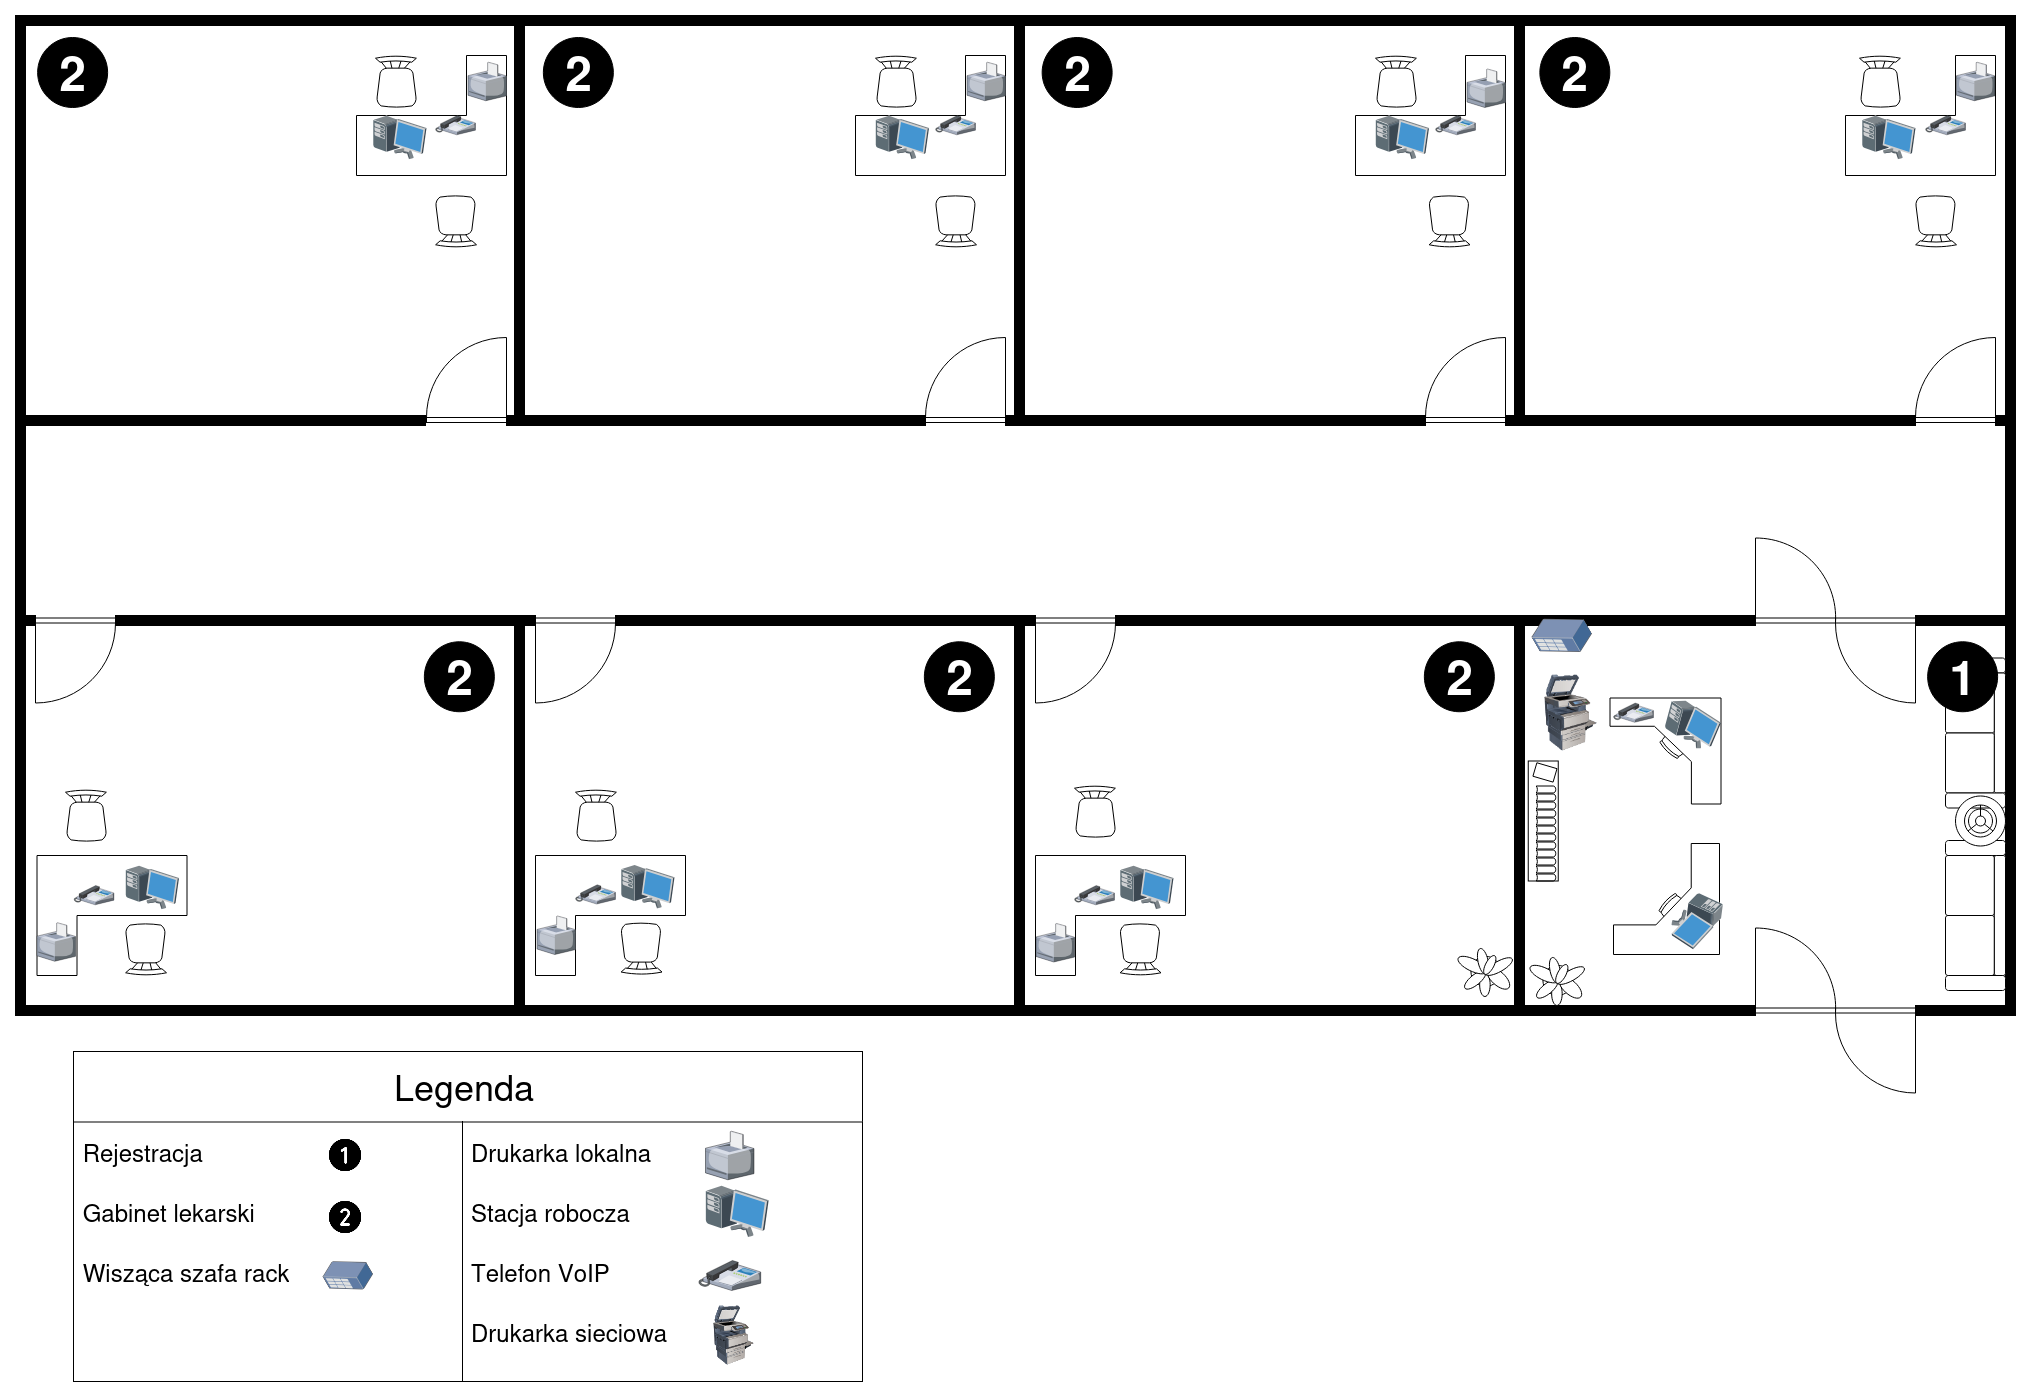 2
2
2
2
2
2
2
1
Legenda
Rejestracja 1
Gabinet lekarski 2
Wisząca szafa rack
Drukarka lokalna
Stacja robocza
Telefon VoIP
Drukarka sieciowa